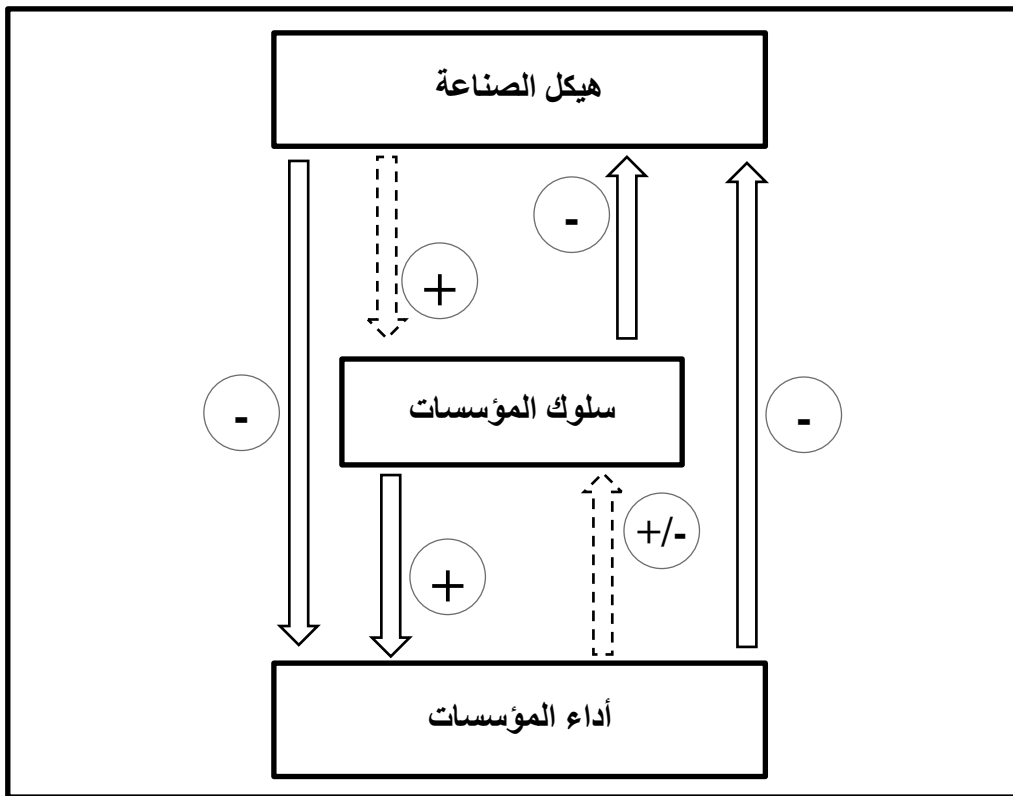 هيكل الصناعة
-
+
سلوك المؤسسات
-
-
+/-
+
أداء المؤسسات